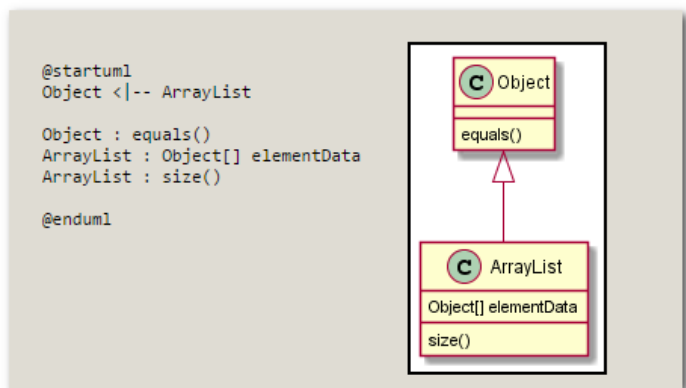 @startuml
Object <|-- ArrayList
Object : equals()
ArrayList : Object[] elementData
ArrayList : size()
@enduml
C Object
equals()
C ArrayList
Object[] elementData
size()